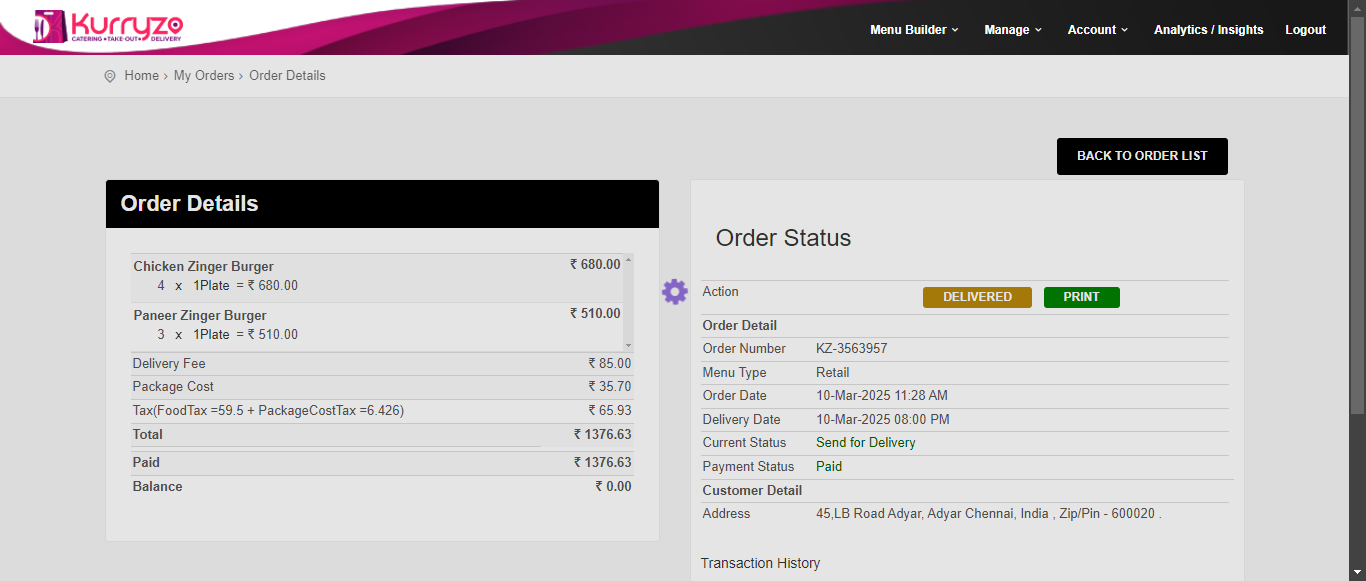 Kurryzo
CATERING • TAKE-OUT • DELIVERY
Menu Builder
Manage
Account
Analytics / Insights
Logout
Home › My Orders › Order Details
BACK TO ORDER LIST
Order Details
Chicken Zinger Burger ₹ 680.00
4 x 1Plate = ₹ 680.00
Paneer Zinger Burger ₹ 510.00
3 x 1Plate = ₹ 510.00
Delivery Fee ₹ 85.00
Package Cost ₹ 35.70
Tax(FoodTax =59.5 + PackageCostTax =6.426) ₹ 65.93
Total ₹ 1376.63
Paid ₹ 1376.63
Balance ₹ 0.00
Order Status
Action DELIVERED PRINT
Order Detail
Order Number KZ-3563957
Menu Type Retail
Order Date 10-Mar-2025 11:28 AM
Delivery Date 10-Mar-2025 08:00 PM
Current Status Send for Delivery
Payment Status Paid
Customer Detail
Address 45,LB Road Adyar, Adyar Chennai, India , Zip/Pin - 600020 .
Transaction History